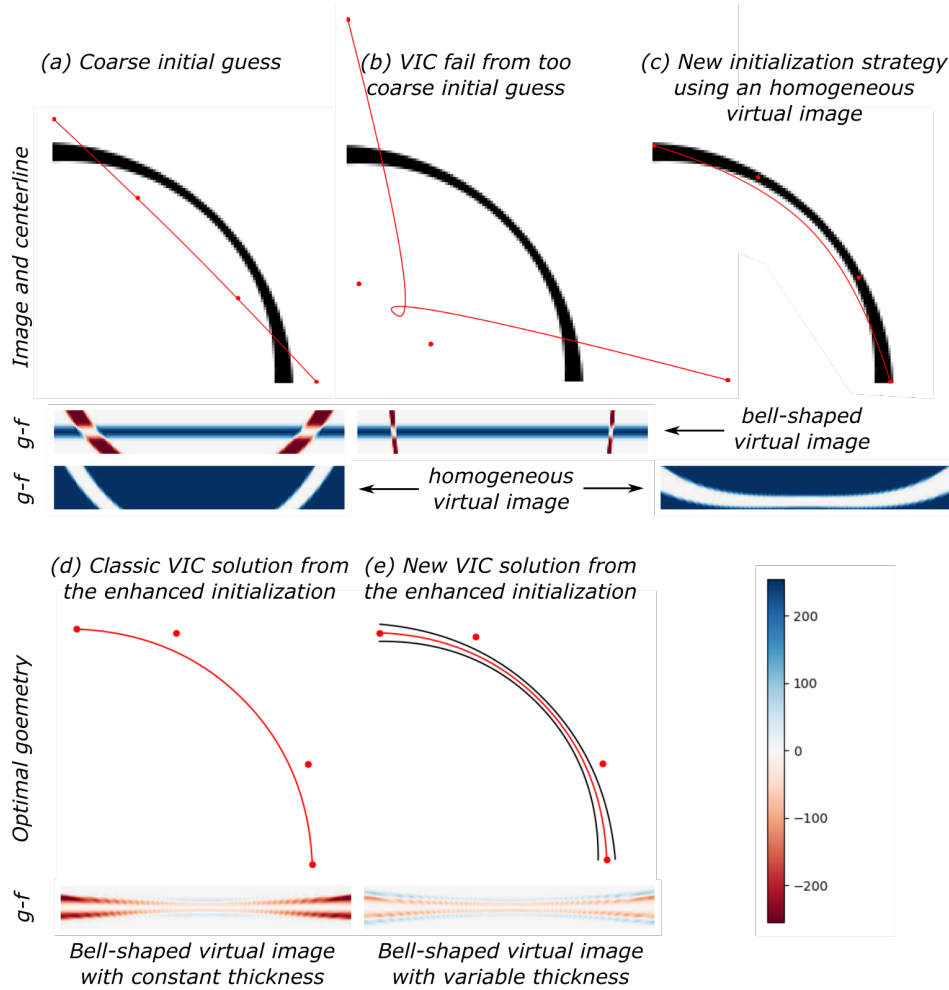 (a) Coarse initial guess
(b) VIC fail from too
coarse initial guess
(c) New initialization strategy
using an homogeneous
virtual image
Image and centerline
g-f
bell-shaped
virtual image
g-f
homogeneous
virtual image
(d) Classic VIC solution from
the enhanced initialization
(e) New VIC solution from
the enhanced initialization
Optimal goemetry
200
100
0
−100
−200
g-f
Bell-shaped virtual image
with constant thickness
Bell-shaped virtual image
with variable thickness